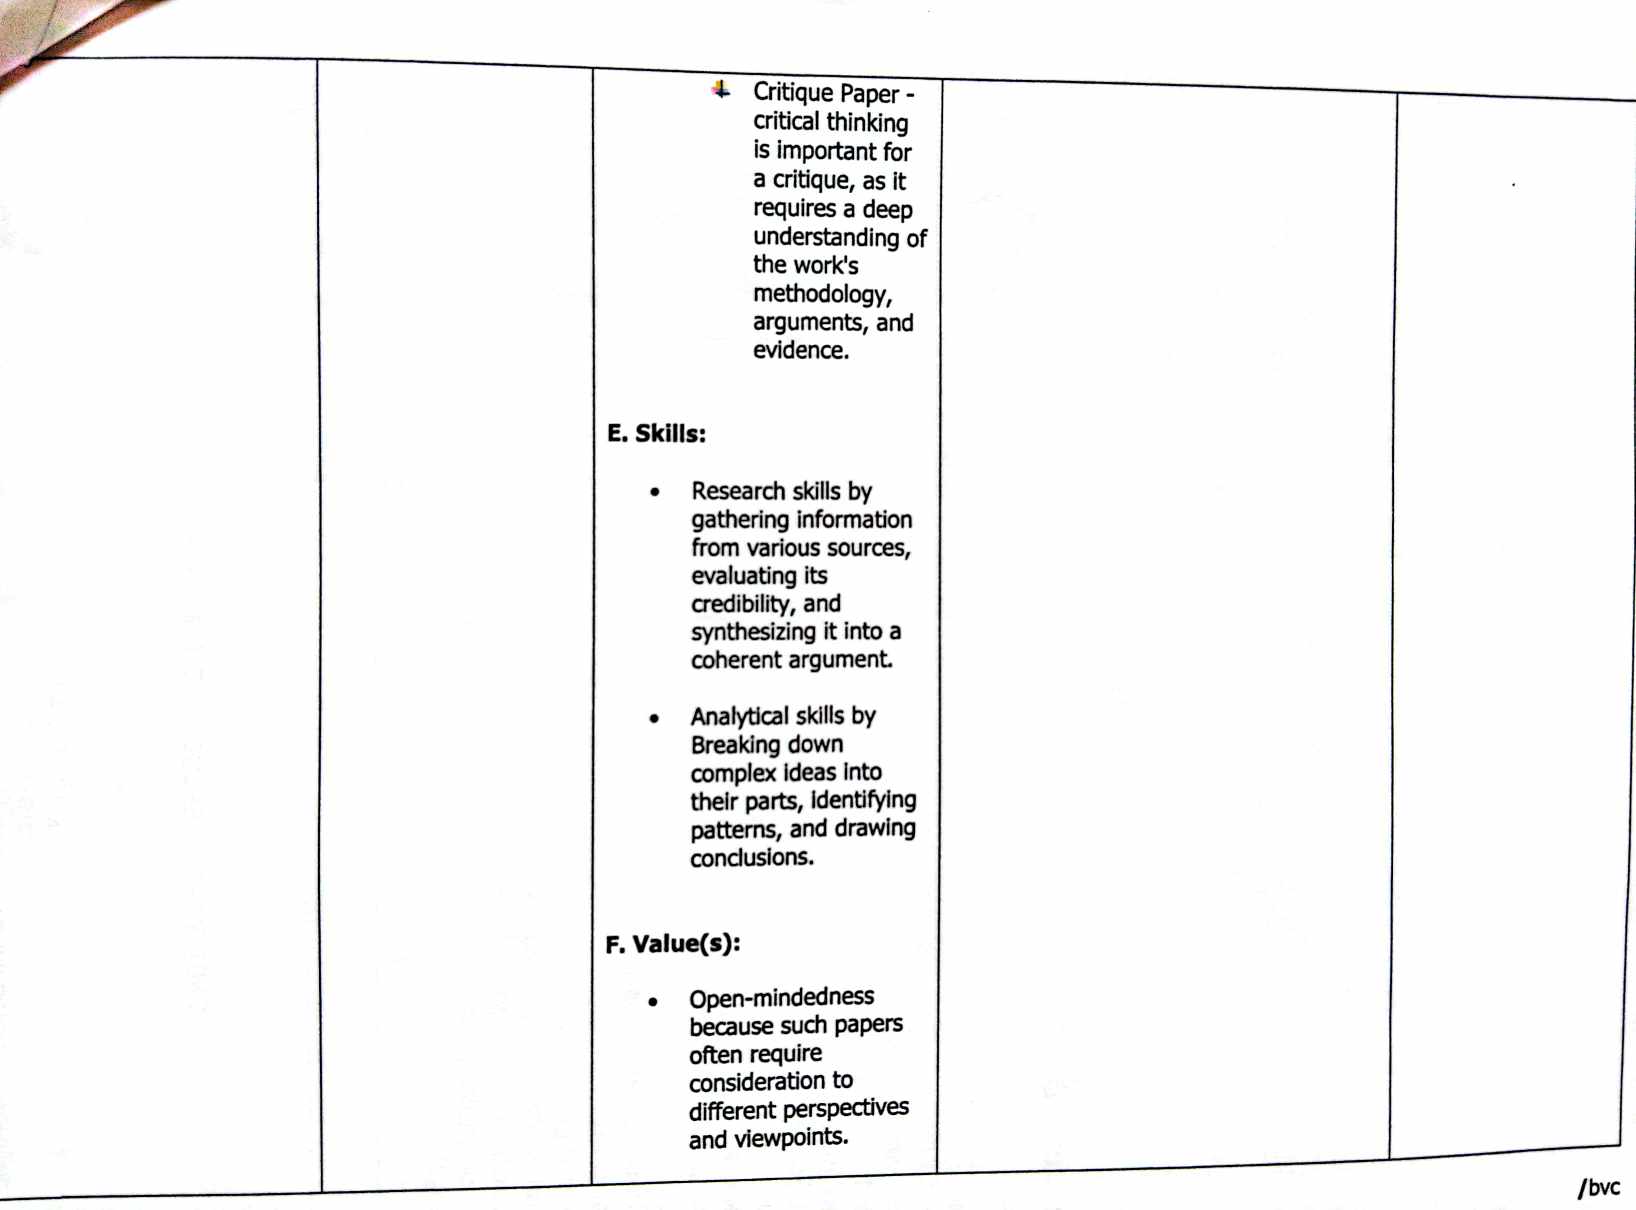 Critique Paper -
critical thinking
is important for
a critique, as it
requires a deep
understanding of
the work's
methodology,
arguments, and
evidence.
E. Skills:
• Research skills by
gathering information
from various sources,
evaluating its
credibility, and
synthesizing it into a
coherent argument.
• Analytical skills by
Breaking down
complex ideas into
their parts, identifying
patterns, and drawing
conclusions.
F. Value(s):
• Open-mindedness
because such papers
often require
consideration to
different perspectives
and viewpoints.
/bvc